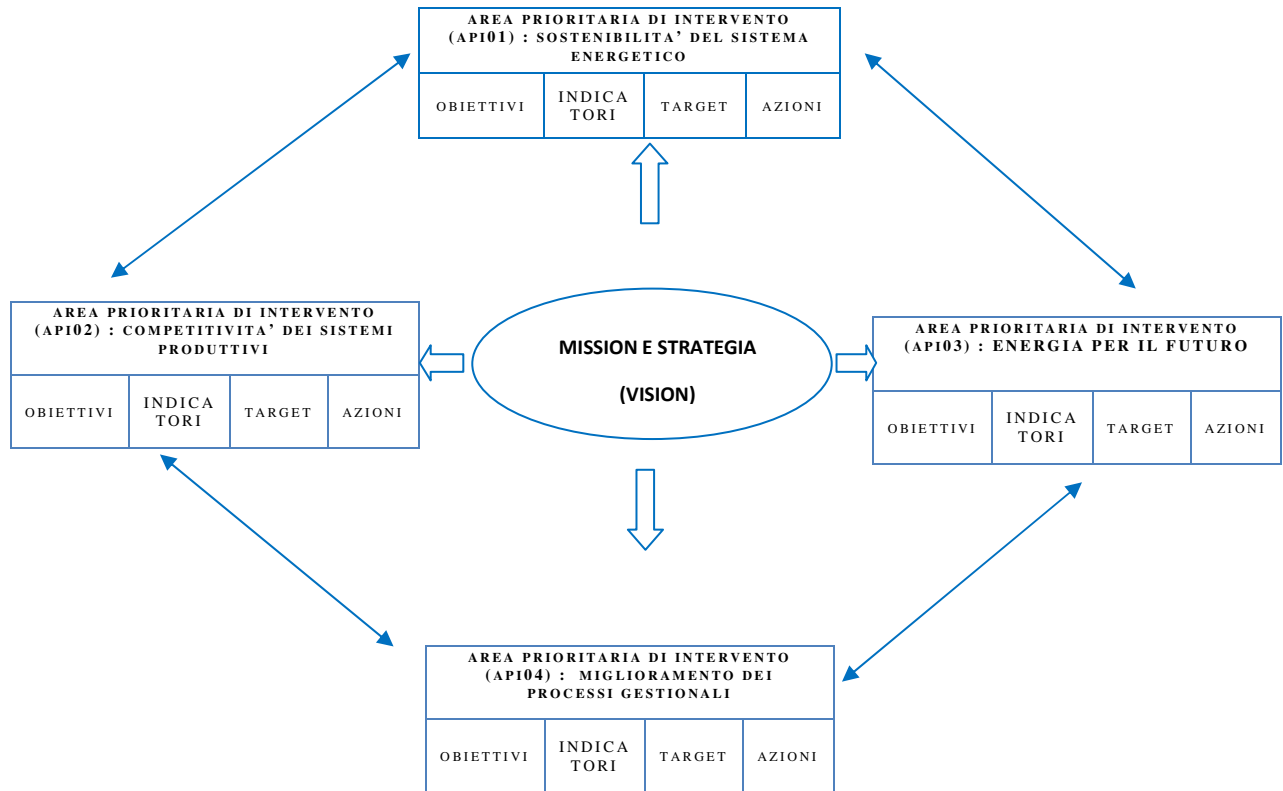 AREA PRIORITARIA DI INTERVENTO
(API01) : SOSTENIBILITA’ DEL SISTEMA
ENERGETICO
OBIETTIVI
INDICA
TORI
TARGET
AZIONI
AREA PRIORITARIA DI INTERVENTO
(API02) : COMPETITIVITA’ DEI SISTEMI
PRODUTTIVI
OBIETTIVI
INDICA
TORI
TARGET
AZIONI
MISSION E STRATEGIA
(VISION)
AREA PRIORITARIA DI INTERVENTO
(API03) : ENERGIA PER IL FUTURO
OBIETTIVI
INDICA
TORI
TARGET
AZIONI
AREA PRIORITARIA DI INTERVENTO
(API04) : MIGLIORAMENTO DEI
PROCESSI GESTIONALI
OBIETTIVI
INDICA
TORI
TARGET
AZIONI